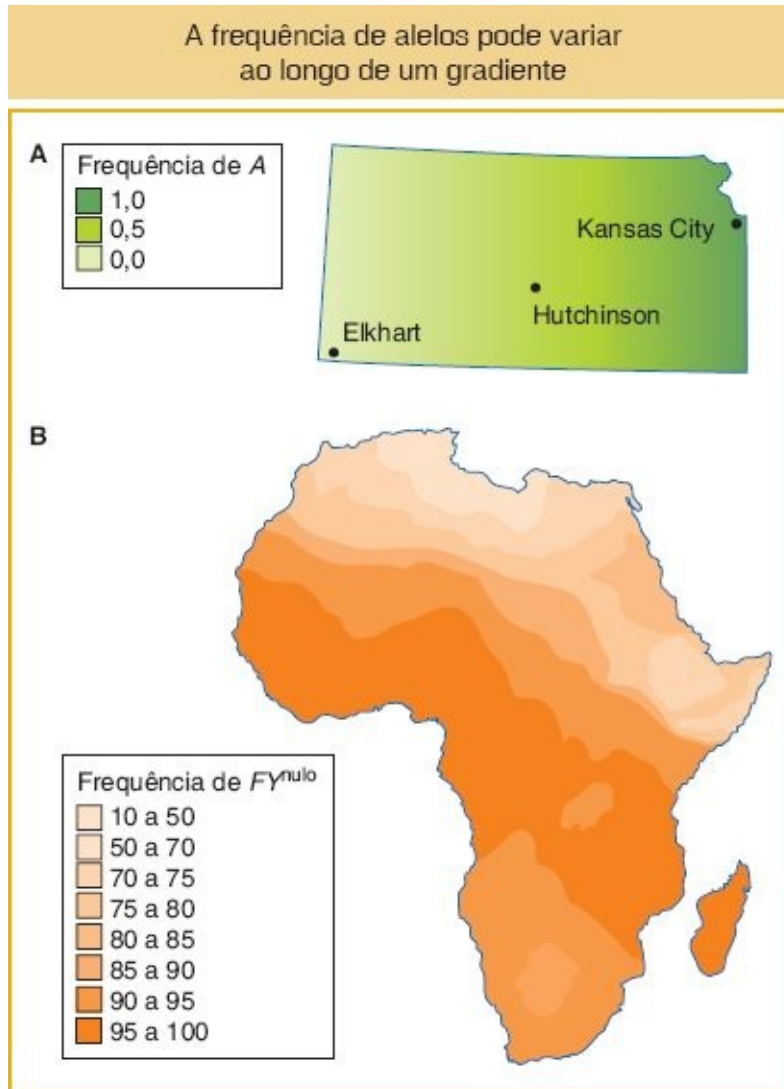 A frequência de alelos pode variar
ao longo de um gradiente
A
Frequência de A
1,0
0,5
0,0
Kansas City
Hutchinson
Elkhart
B
Frequência de FYnulo
10 a 50
50 a 70
70 a 75
75 a 80
80 a 85
85 a 90
90 a 95
95 a 100